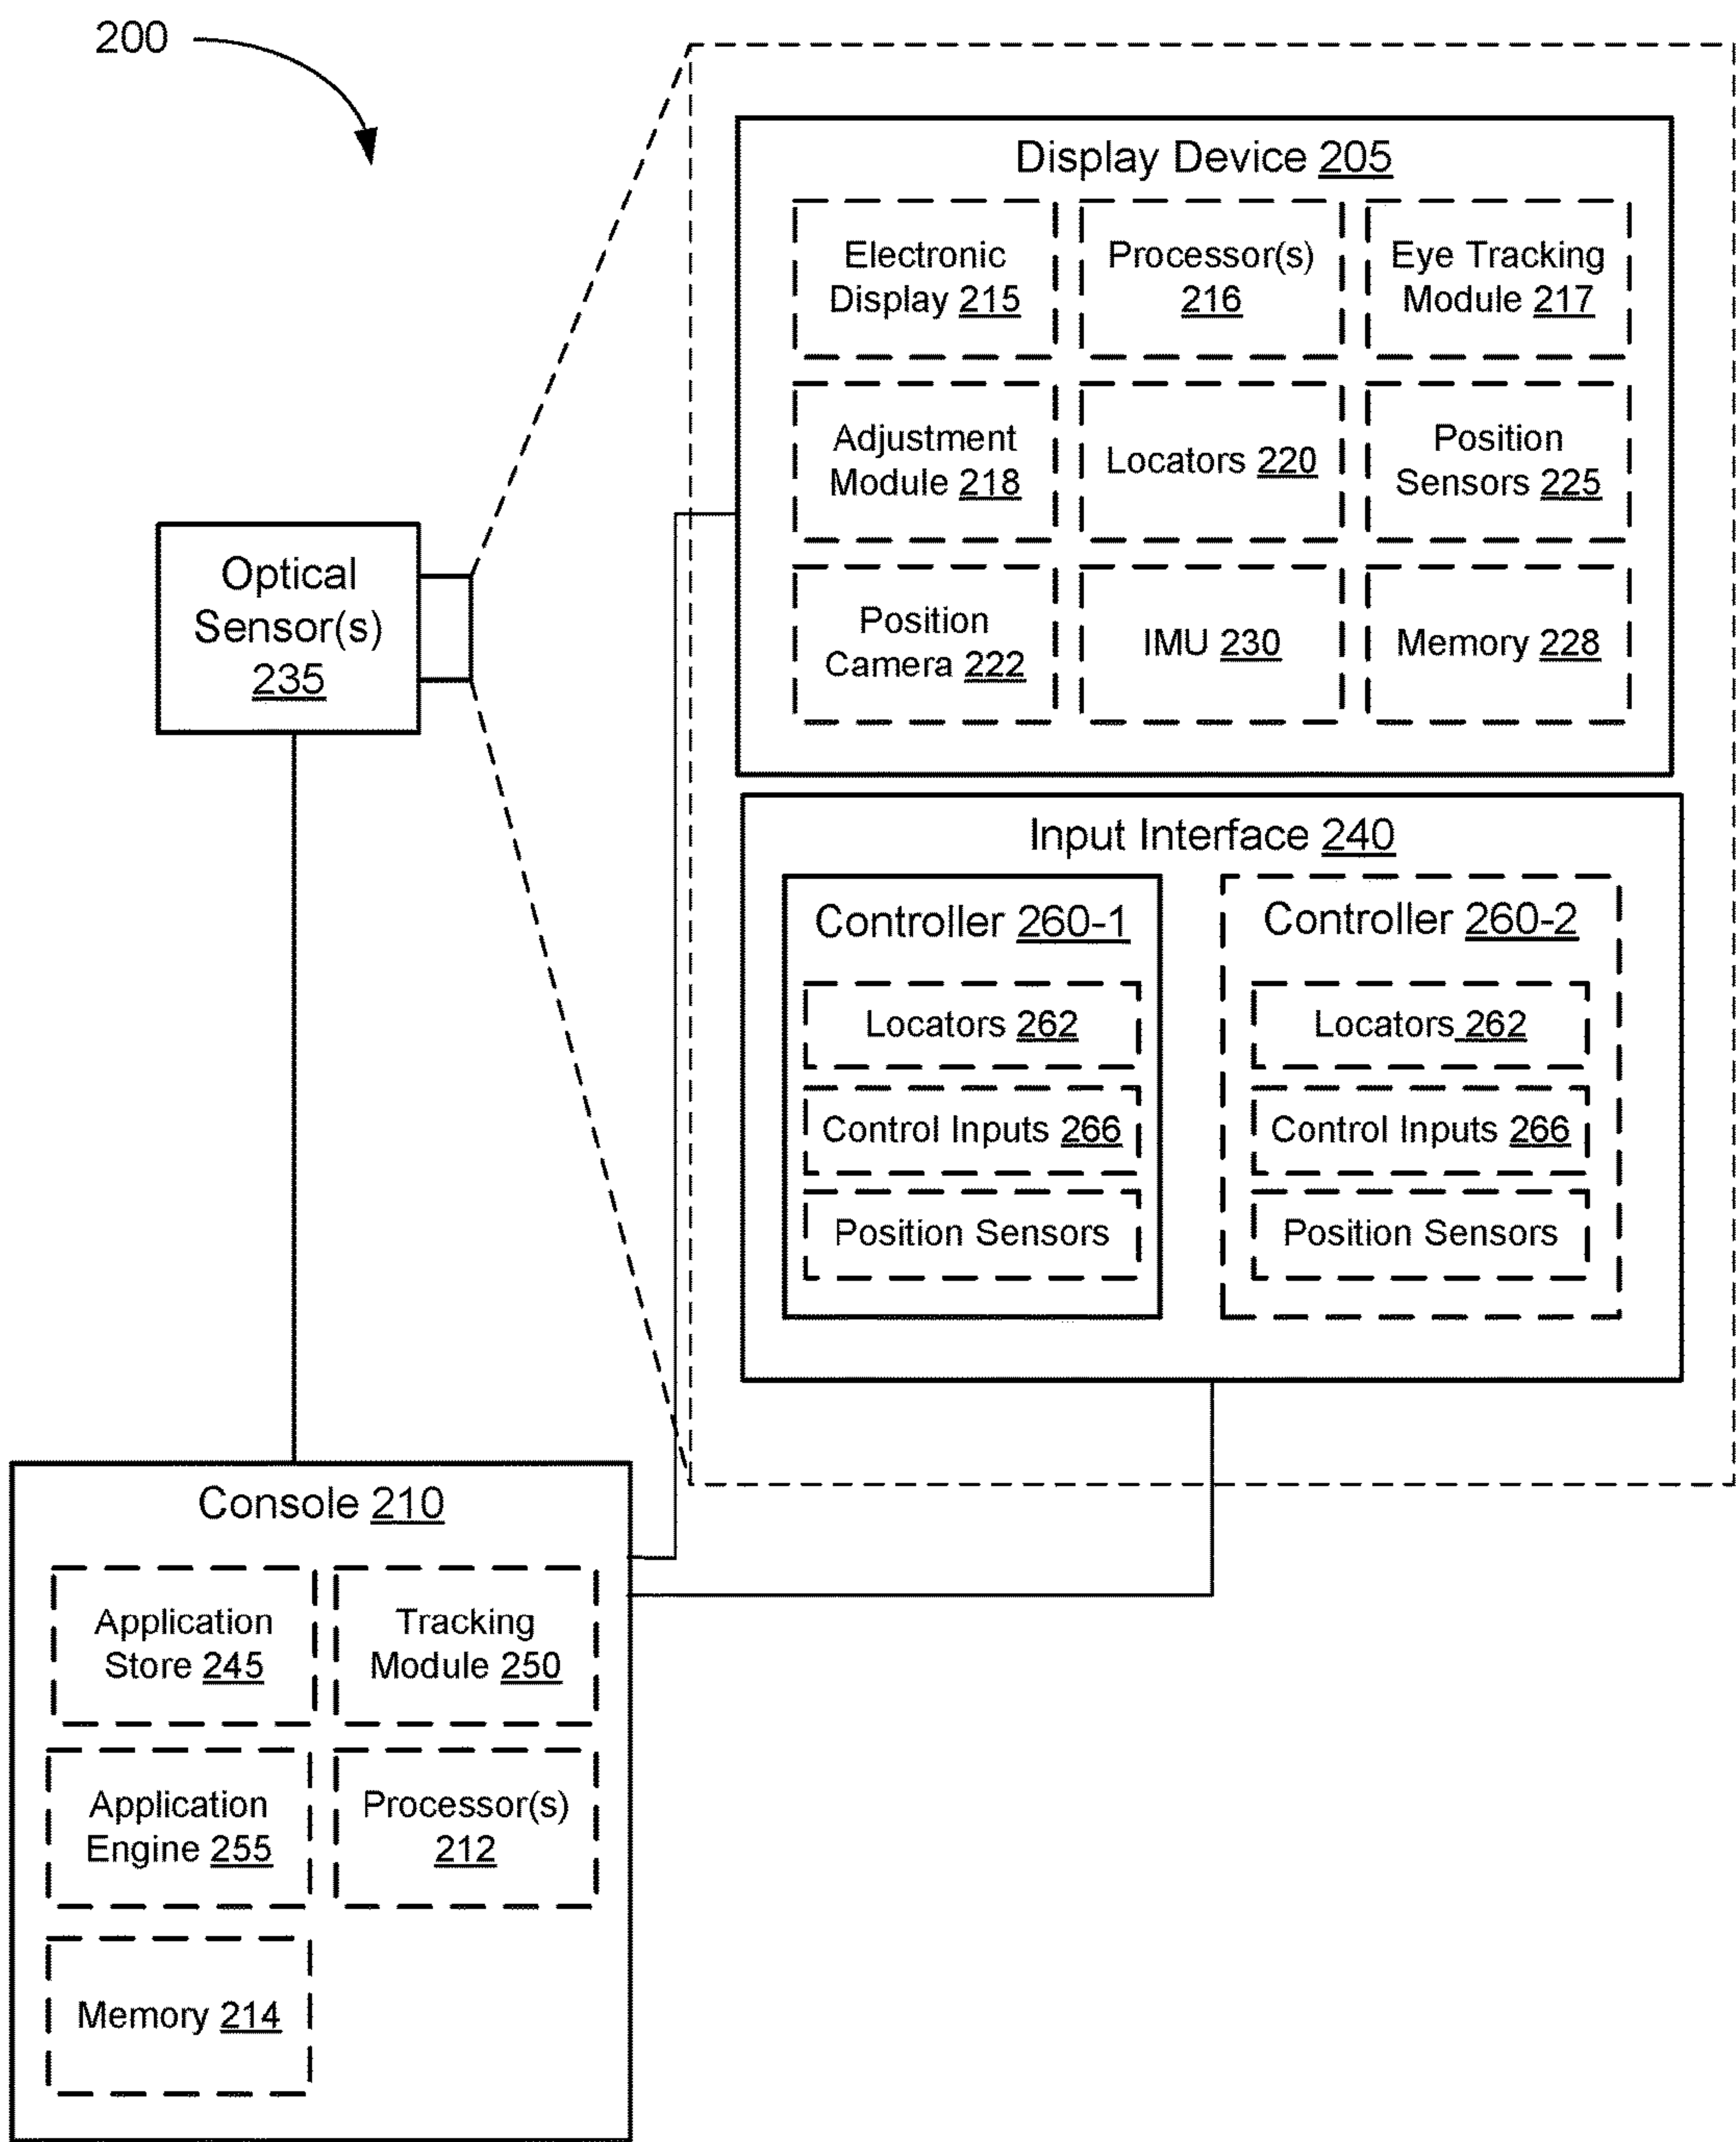 200
Display Device 205
Electronic
Display 215
Processor(s)
216
Eye Tracking
Module 217
Adjustment
Module 218
Locators 220
Position
Sensors 225
Position
Camera 222
IMU 230
Memory 228
Optical
Sensor(s)
235
Input Interface 240
Controller 260-1
Locators 262
Control Inputs 266
Position Sensors
Controller 260-2
Locators 262
Control Inputs 266
Position Sensors
Console 210
Application
Store 245
Tracking
Module 250
Application
Engine 255
Processor(s)
212
Memory 214